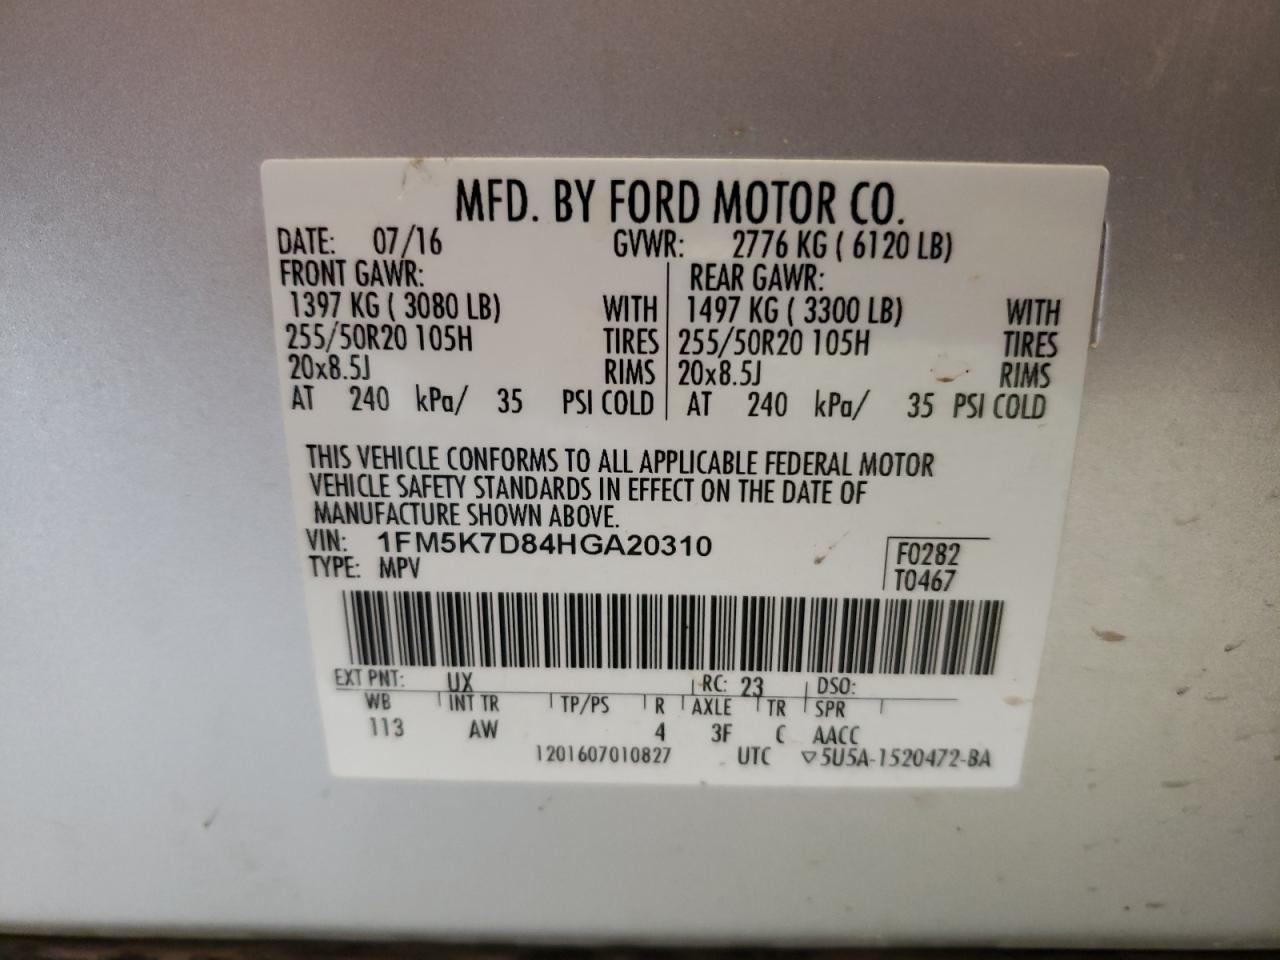 MFD. BY FORD MOTOR CO.
DATE: 07/16 GVWR: 2776 KG ( 6120 LB)
FRONT GAWR: REAR GAWR:
1397 KG ( 3080 LB) WITH 1497 KG ( 3300 LB) WITH
255/50R20 105H TIRES 255/50R20 105H TIRES
20x8.5J RIMS 20x8.5J RIMS
AT 240 kPa/ 35 PSI COLD AT 240 kPa/ 35 PSI COLD
THIS VEHICLE CONFORMS TO ALL APPLICABLE FEDERAL MOTOR
VEHICLE SAFETY STANDARDS IN EFFECT ON THE DATE OF
MANUFACTURE SHOWN ABOVE.
VIN: 1FM5K7D84HGA20310 F0282
TYPE: MPV T0467
EXT PNT: UX RC: 23 DSO:
WB INT TR TP/PS R AXLE TR SPR
113 AW 4 3F C AACC
1201607010827 UTC ▽5U5A-1520472-BA